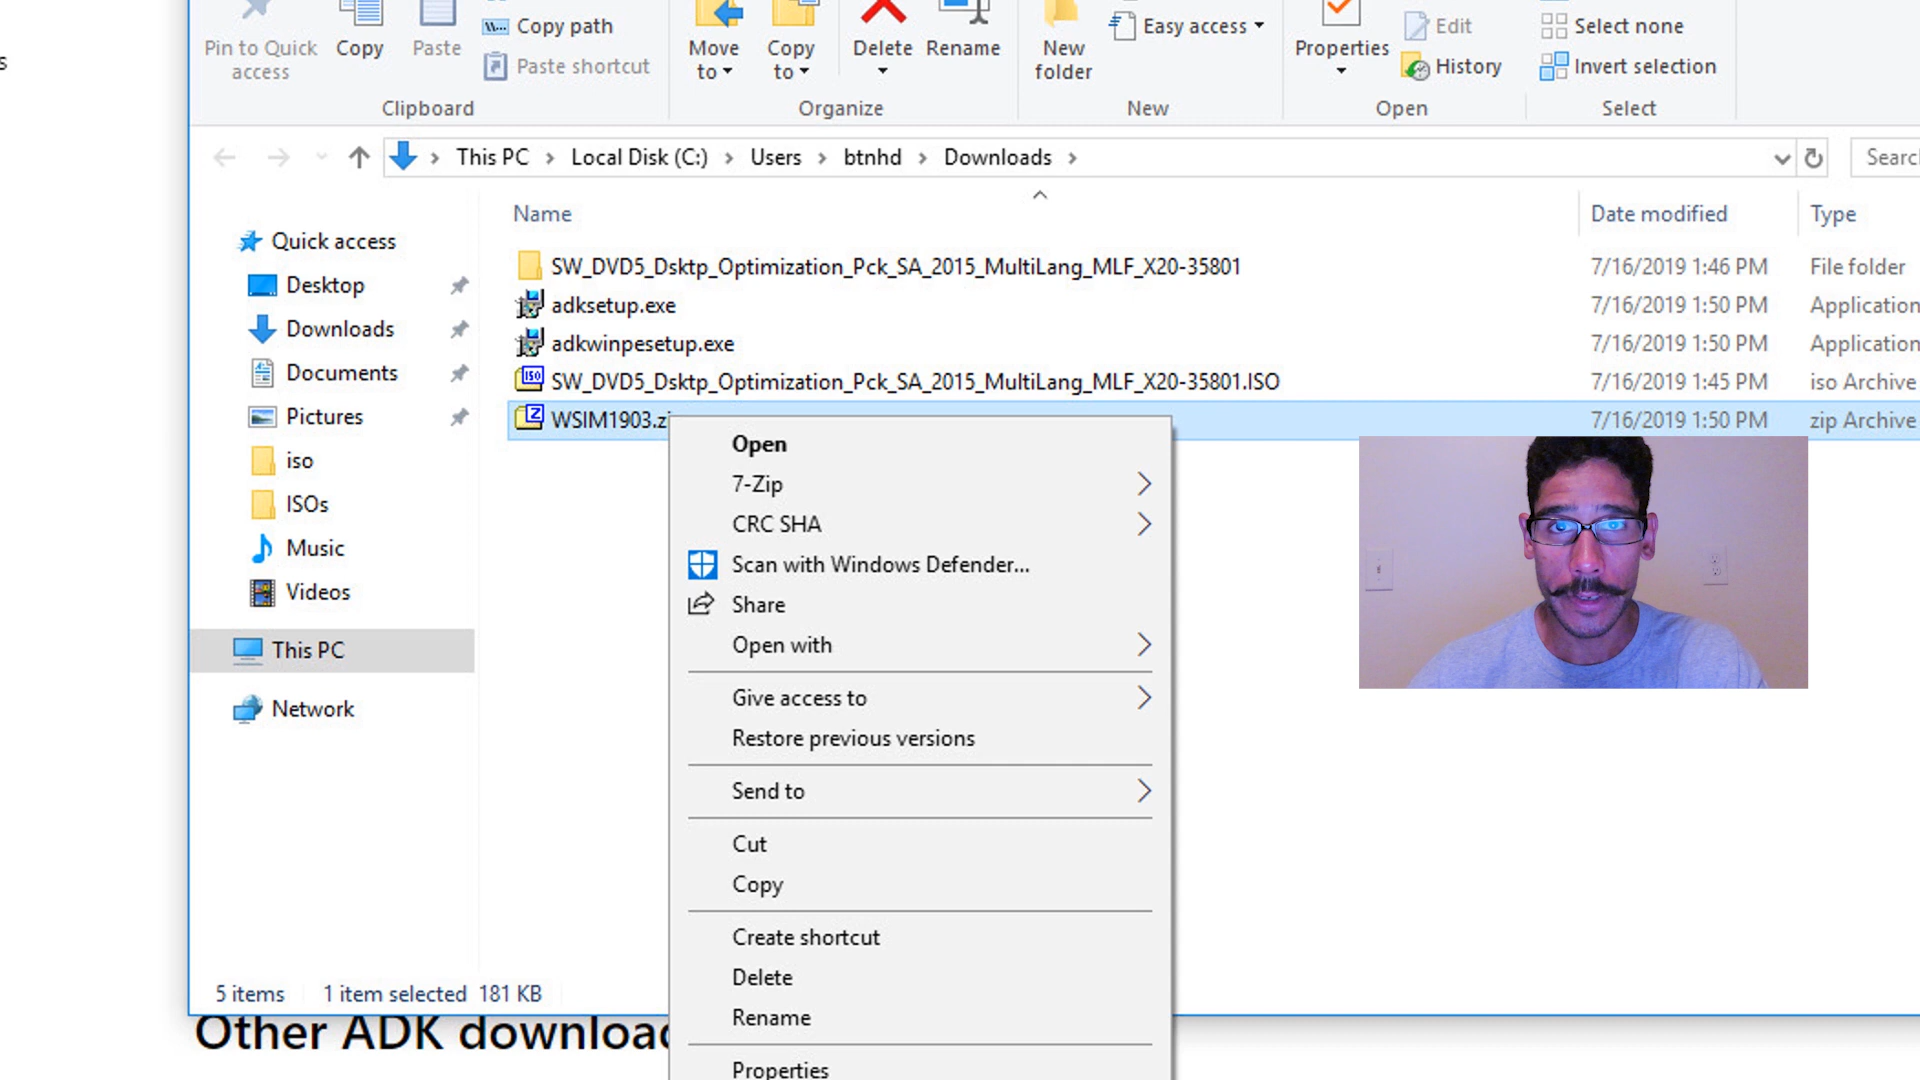 s
Pin to Quick access
Copy
Paste
Copy path
Paste shortcut
Clipboard
Move to
Copy to
Delete
Rename
Organize
New folder
Easy access
New
Properties
Edit
History
Open
Select none
Invert selection
Select
This PC > Local Disk (C:) > Users > btnhd > Downloads >
Searc
Name Date modified Type
Quick access
Desktop
Downloads
Documents
Pictures
iso
ISOs
Music
Videos
This PC
Network
SW_DVD5_Dsktp_Optimization_Pck_SA_2015_MultiLang_MLF_X20-35801 7/16/2019 1:46 PM File folder
adksetup.exe 7/16/2019 1:50 PM Application
adkwinpesetup.exe 7/16/2019 1:50 PM Application
ISO SW_DVD5_Dsktp_Optimization_Pck_SA_2015_MultiLang_MLF_X20-35801.ISO 7/16/2019 1:45 PM iso Archive
Z WSIM1903.zi 7/16/2019 1:50 PM zip Archive
Open
7-Zip
CRC SHA
Scan with Windows Defender...
Share
Open with
Give access to
Restore previous versions
Send to
Cut
Copy
Create shortcut
Delete
Rename
Properties
5 items 1 item selected 181 KB
Other ADK download